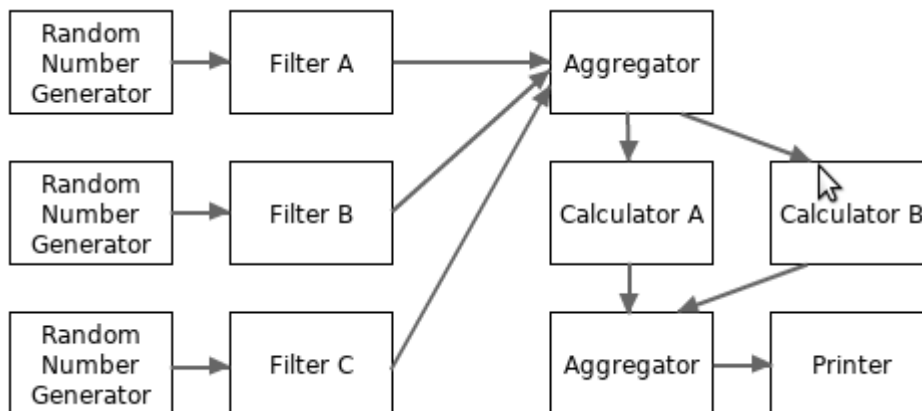 Random
Number
Generator
Filter A
Aggregator
Random
Number
Generator
Filter B
Calculator A
Calculator B
Random
Number
Generator
Filter C
Aggregator
Printer